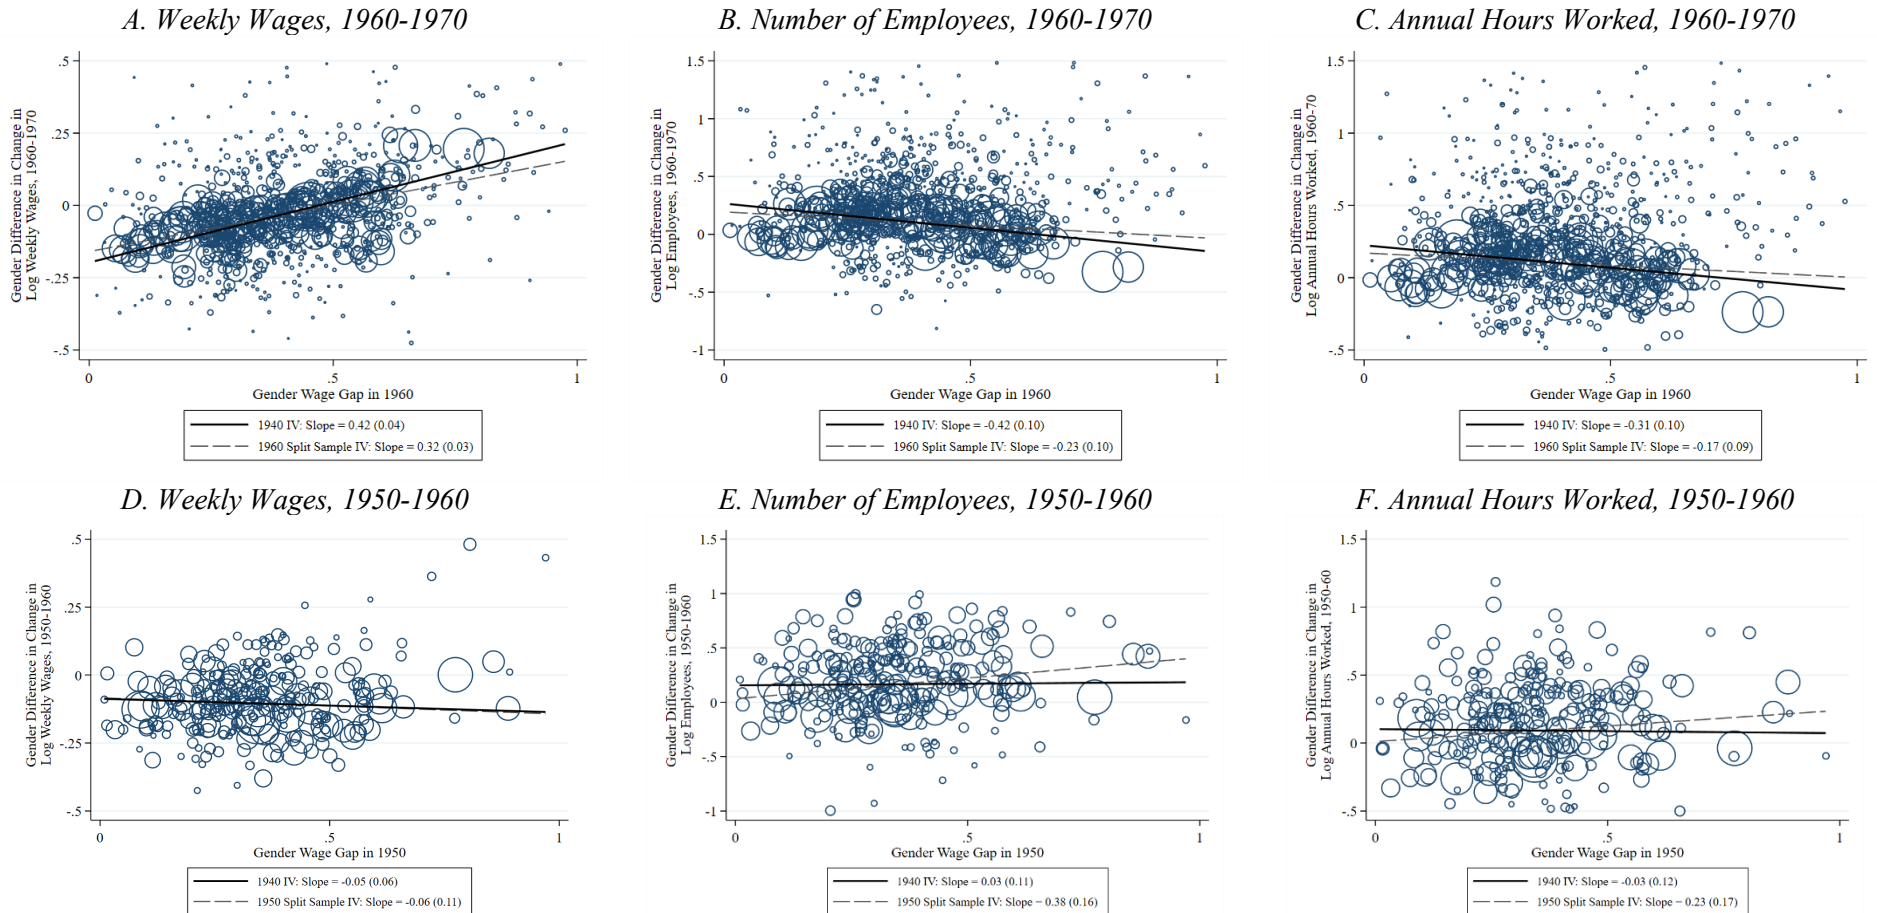 A. Weekly Wages, 1960-1970
Gender Difference in Change in
Log Weekly Wages, 1960-1970
.5
.25
0
-.25
-.5
0 .5 1
Gender Wage Gap in 1960
1940 IV: Slope = 0.42 (0.04)
1960 Split Sample IV: Slope = 0.32 (0.03)
B. Number of Employees, 1960-1970
Gender Difference in Change in
Log Employees, 1960-1970
1.5
1
.5
0
-.5
-1
0 .5 1
Gender Wage Gap in 1960
1940 IV: Slope = -0.42 (0.10)
1960 Split Sample IV: Slope = -0.23 (0.10)
C. Annual Hours Worked, 1960-1970
Gender Difference in Change in
Log Annual Hours Worked, 1960-70
1.5
1
.5
0
-.5
0 .5 1
Gender Wage Gap in 1960
1940 IV: Slope = -0.31 (0.10)
1960 Split Sample IV: Slope = -0.17 (0.09)
D. Weekly Wages, 1950-1960
Gender Difference in Change in
Log Weekly Wages, 1950-1960
.5
.25
0
-.25
-.5
0 .5 1
Gender Wage Gap in 1950
1940 IV: Slope = -0.05 (0.06)
1950 Split Sample IV: Slope = -0.06 (0.11)
E. Number of Employees, 1950-1960
Gender Difference in Change in
Log Employees, 1950-1960
1.5
1
.5
0
-.5
-1
0 .5 1
Gender Wage Gap in 1950
1940 IV: Slope = 0.03 (0.11)
1950 Split Sample IV: Slope = 0.38 (0.16)
F. Annual Hours Worked, 1950-1960
Gender Difference in Change in
Log Annual Hours Worked, 1950-60
1.5
1
.5
0
-.5
0 .5 1
Gender Wage Gap in 1950
1940 IV: Slope = -0.03 (0.12)
1950 Split Sample IV: Slope = 0.23 (0.17)